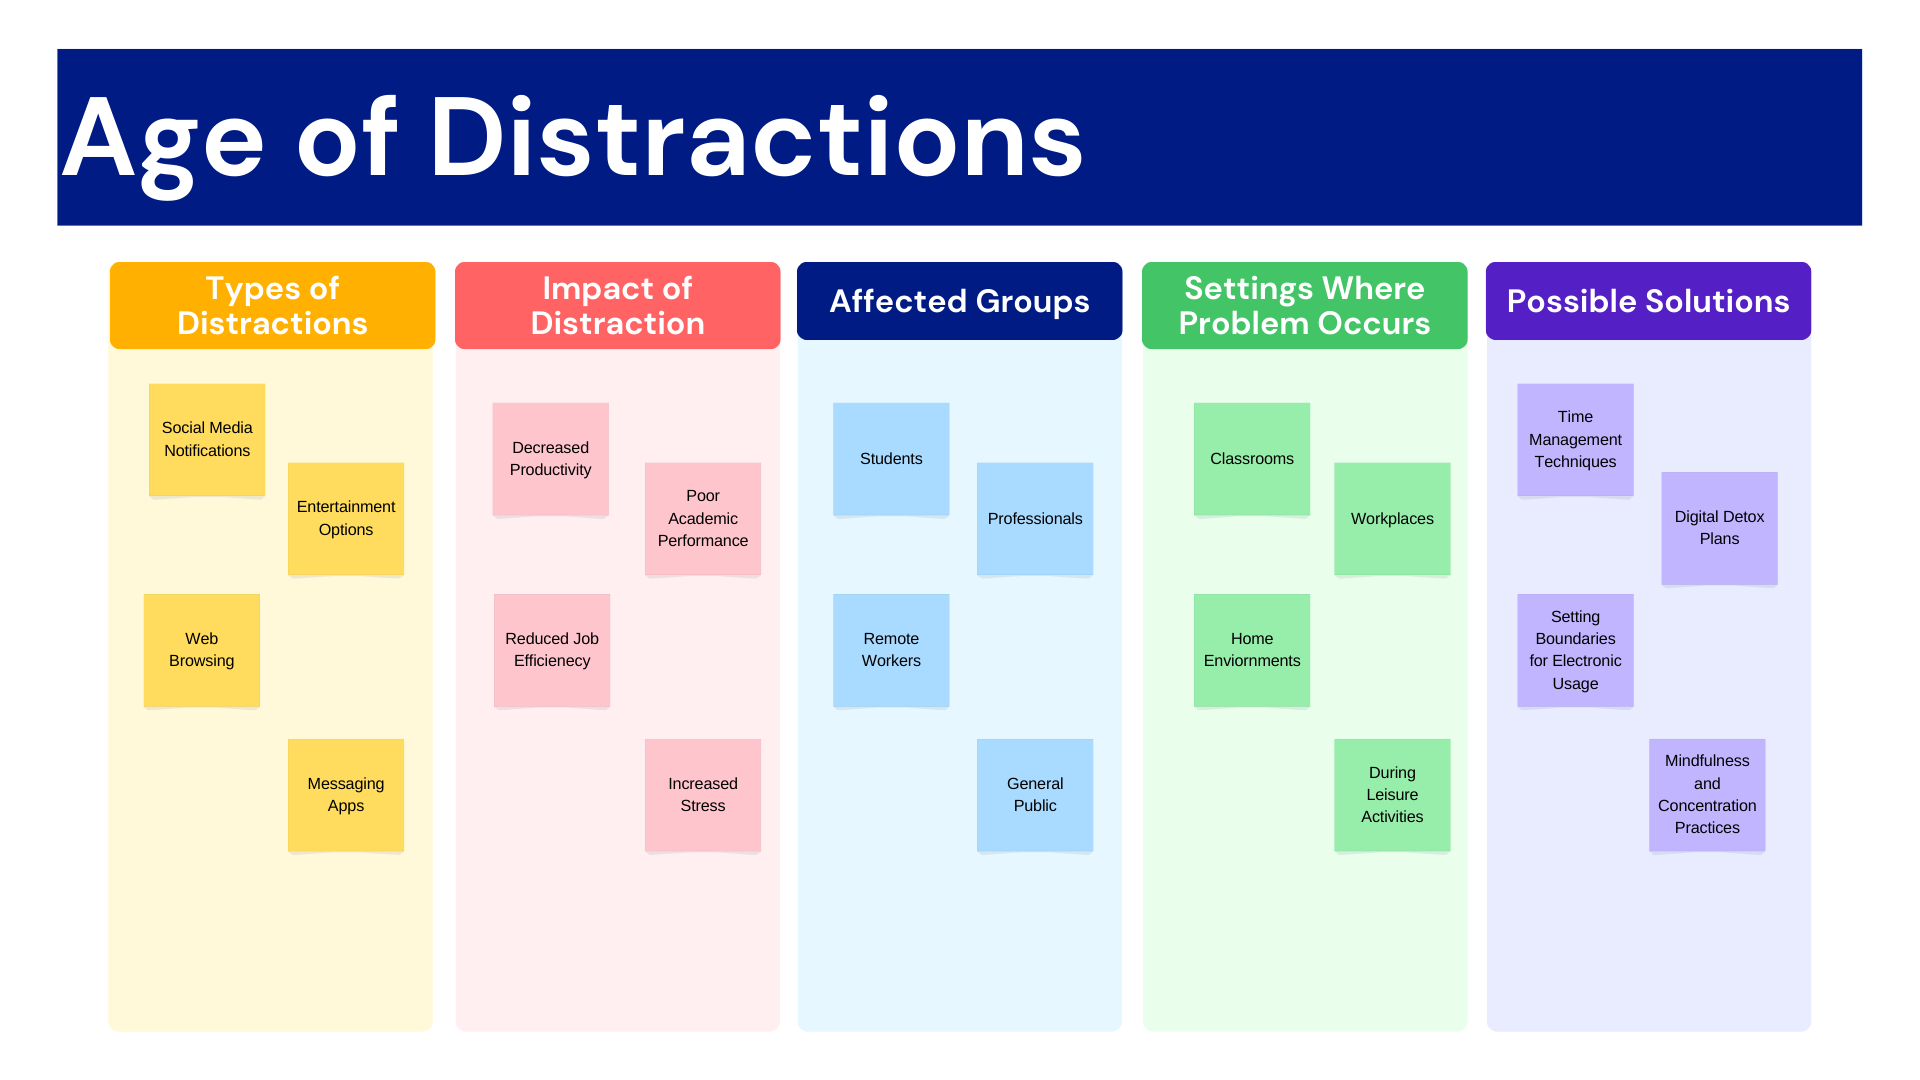 Age of Distractions
Types of
Distractions
Social Media
Notifications
Entertainment
Options
Web
Browsing
Messaging
Apps
Impact of
Distraction
Decreased
Productivity
Poor
Academic
Performance
Reduced Job
Efficienecy
Increased
Stress
Affected Groups
Students
Professionals
Remote
Workers
General
Public
Settings Where
Problem Occurs
Classrooms
Workplaces
Home
Enviornments
During
Leisure
Activities
Possible Solutions
Time
Management
Techniques
Digital Detox
Plans
Setting
Boundaries
for Electronic
Usage
Mindfulness
and
Concentration
Practices